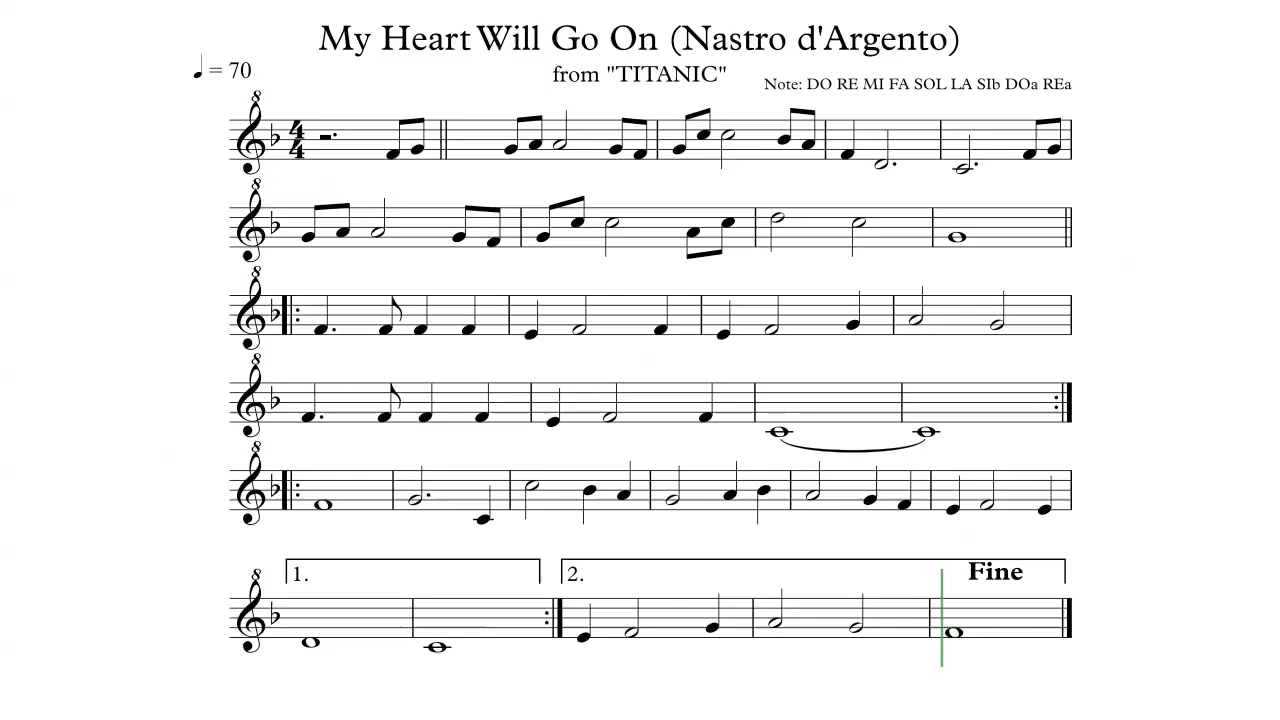 My Heart Will Go On (Nastro d'Argento)
♩ = 70
from "TITANIC"
Note: DO RE MI FA SOL LA SIb DOa REa
8
4
4
8
8
8
8
1.
2.
Fine
8